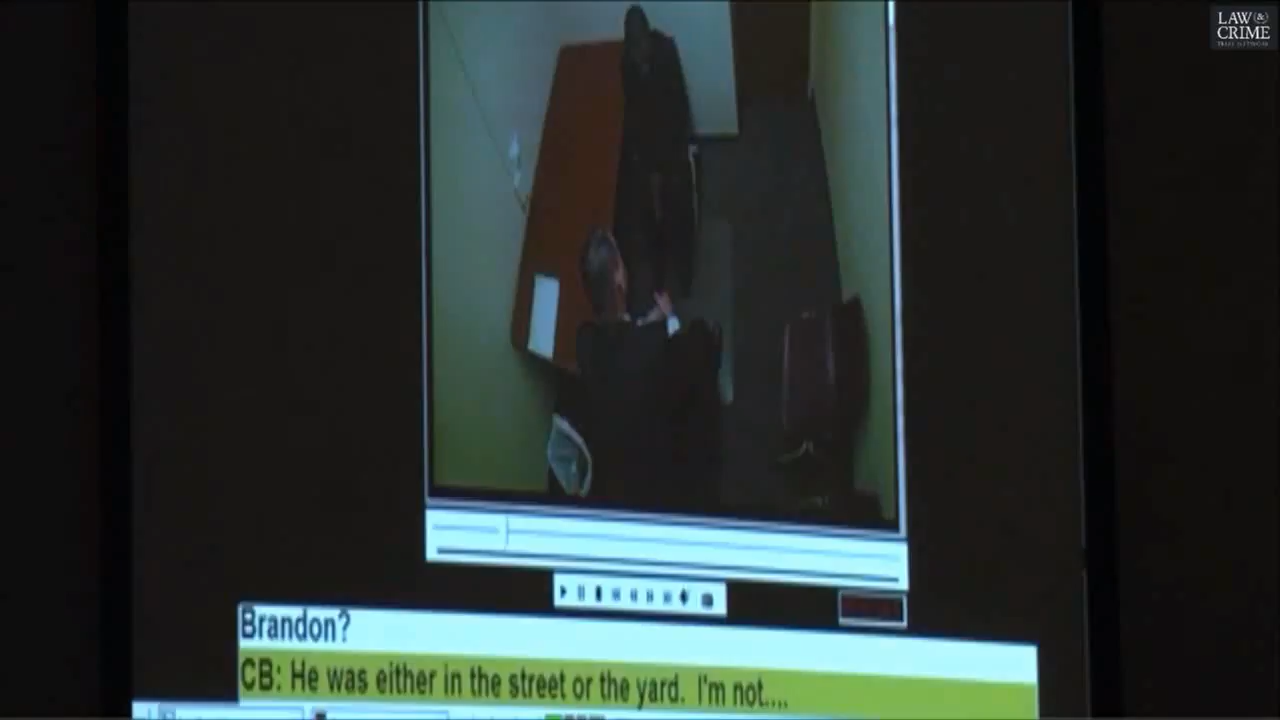 LAW &
CRIME
Brandon?
CB: He was either in the street or the yard.  I'm not....